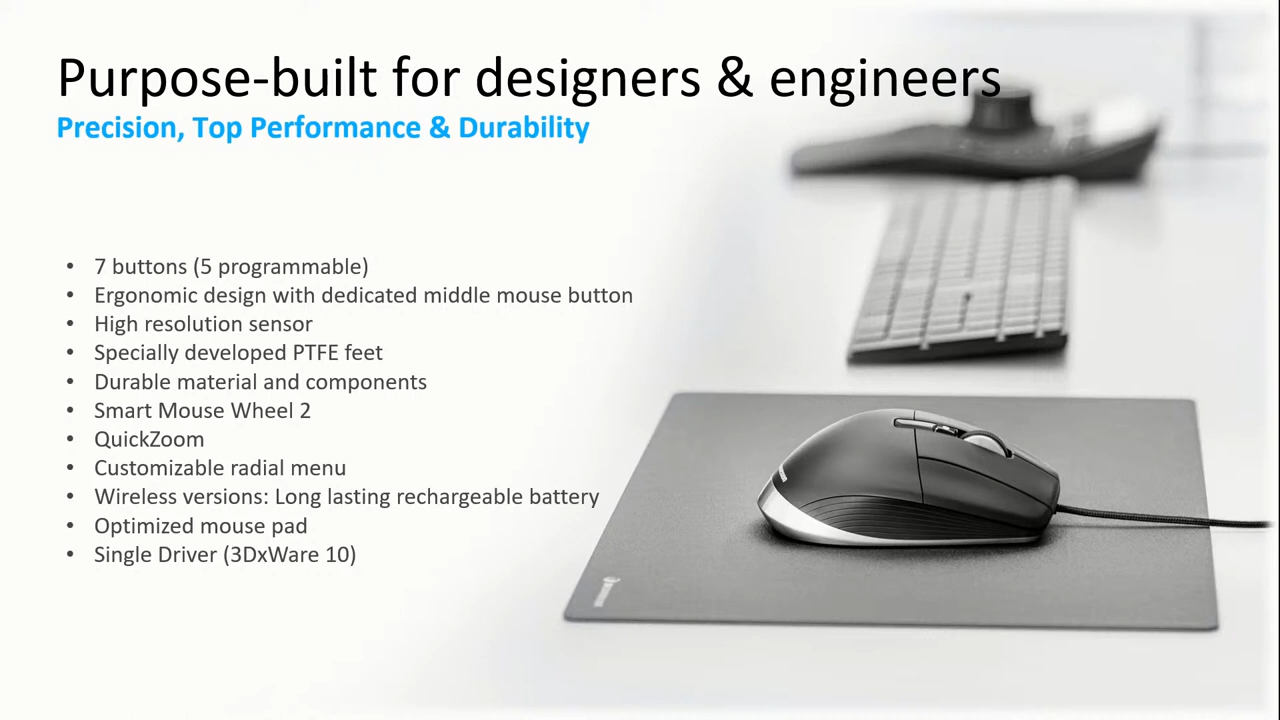 Purpose-built for designers & engineers
Precision, Top Performance & Durability
• 7 buttons (5 programmable)
• Ergonomic design with dedicated middle mouse button
• High resolution sensor
• Specially developed PTFE feet
• Durable material and components
• Smart Mouse Wheel 2
• QuickZoom
• Customizable radial menu
• Wireless versions: Long lasting rechargeable battery
• Optimized mouse pad
• Single Driver (3DxWare 10)